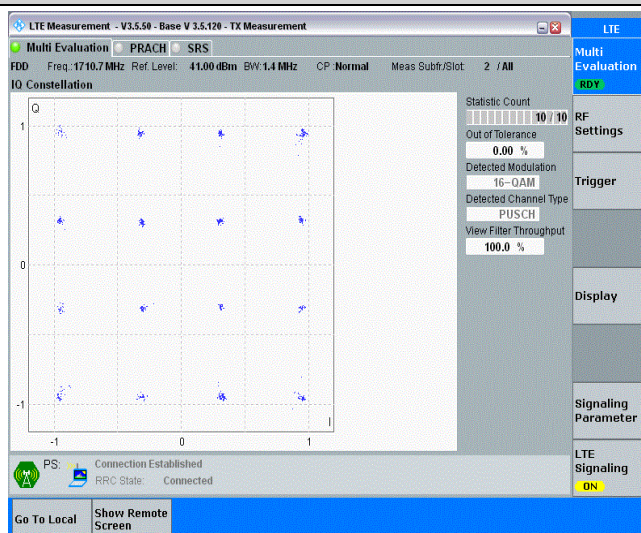 LTE Measurement - V3.5.50 - Base V 3.5.120 - TX Measurement
LTE
Multi Evaluation PRACH SRS
Multi Evaluation
RDY
FDD Freq.:1710.7 MHz Ref. Level: 41.00 dBm BW:1.4 MHz CP :Normal Meas Subfr./Slot: 2 / All
IQ Constellation
Q
1
0
-1
-1 0 1
I
Statistic Count
10 / 10
Out of Tolerance
0.00 %
Detected Modulation
16-QAM
Detected Channel Type
PUSCH
View Filter Throughput
100.0 %
RF
Settings
Trigger
Display
Signaling
Parameter
LTE
Signaling
ON
PS: Connection Established
RRC State: Connected
Go To Local
Show Remote
Screen